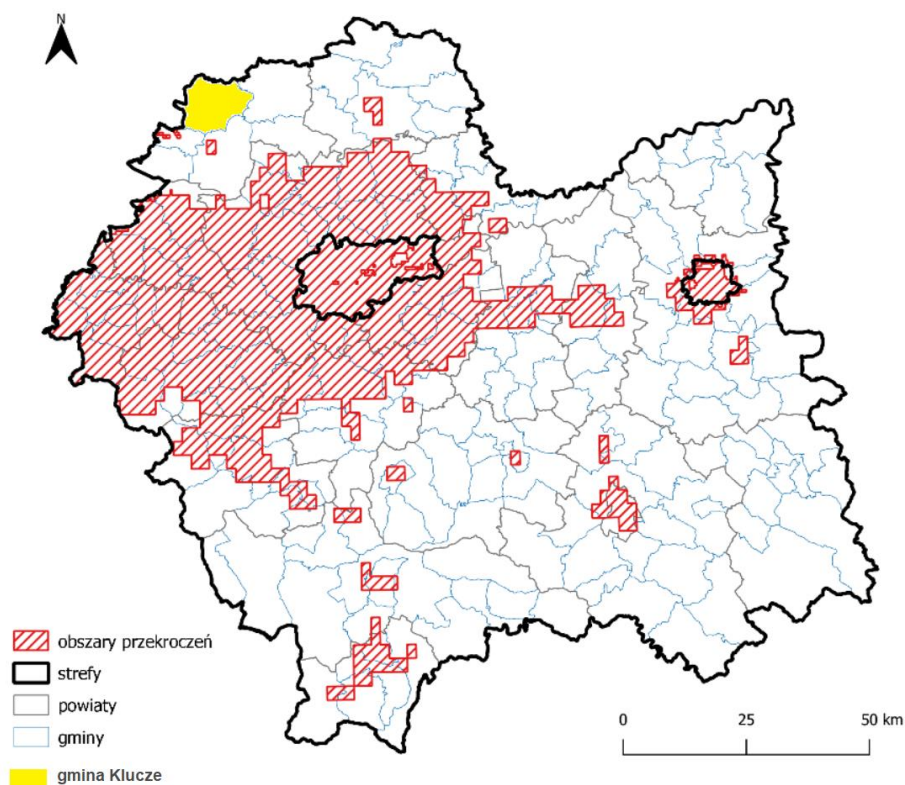 N
obszary przekroczeń
strefy
powiaty
gminy
gmina Klucze
0 25 50 km